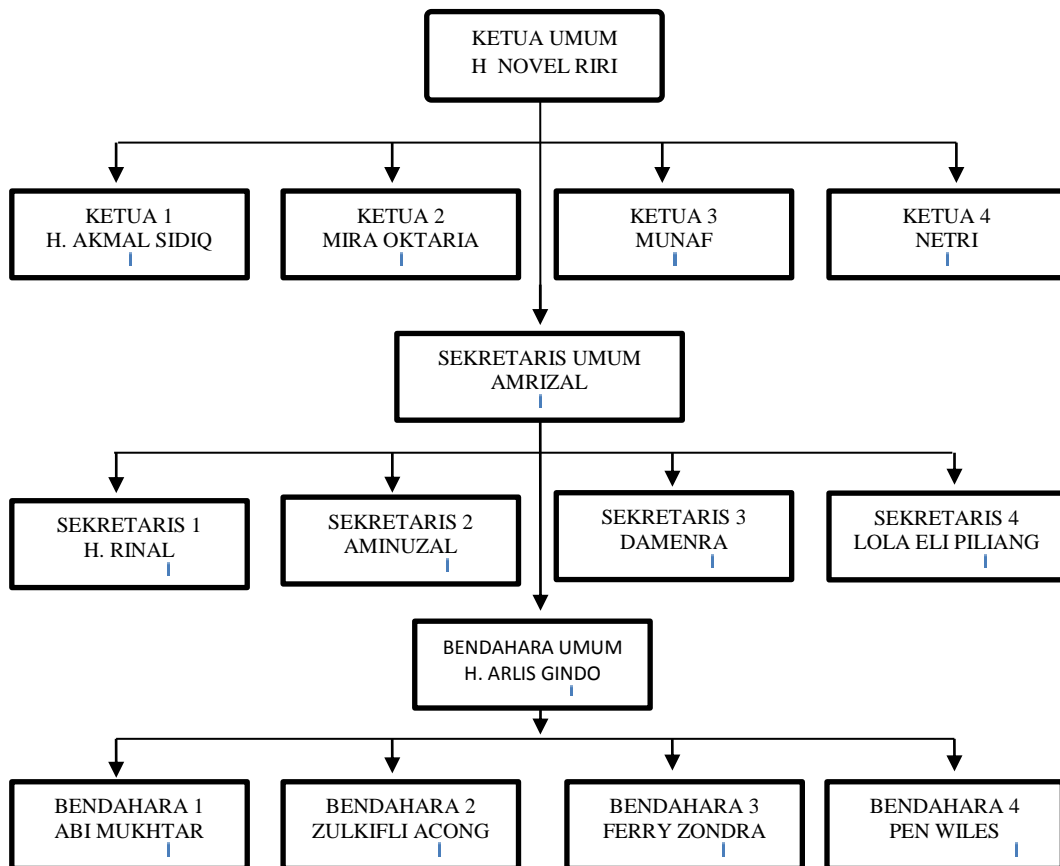 KETUA UMUM
H NOVEL RIRI
KETUA 1
H. AKMAL SIDIQ
KETUA 2
MIRA OKTARIA
KETUA 3
MUNAF
KETUA 4
NETRI
SEKRETARIS UMUM
AMRIZAL
SEKRETARIS 1
H. RINAL
SEKRETARIS 2
AMINUZAL
SEKRETARIS 3
DAMENRA
SEKRETARIS 4
LOLA ELI PILIANG
BENDAHARA UMUM
H. ARLIS GINDO
BENDAHARA 1
ABI MUKHTAR
BENDAHARA 2
ZULKIFLI ACONG
BENDAHARA 3
FERRY ZONDRA
BENDAHARA 4
PEN WILES